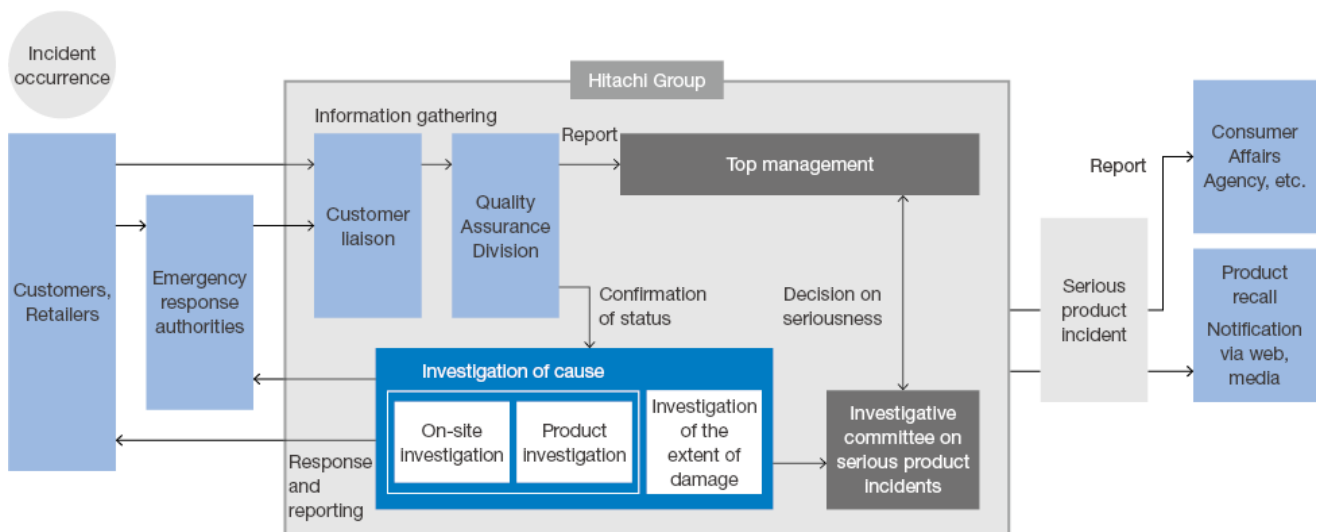 Incident
occurrence
Hitachi Group
Information gathering
Report
Top management
Customer
liaison
Quality
Assurance
Division
Customers,
Retailers
Emergency
response
authorities
Confirmation
of status
Decision on
seriousness
Investigation of cause
On-site
investigation
Product
investigation
Investigation
of the
extent of
damage
Investigative
committee on
serious product
incidents
Response
and
reporting
Serious
product
incident
Report
Consumer
Affairs
Agency, etc.
Product
recall
Notification
via web,
media